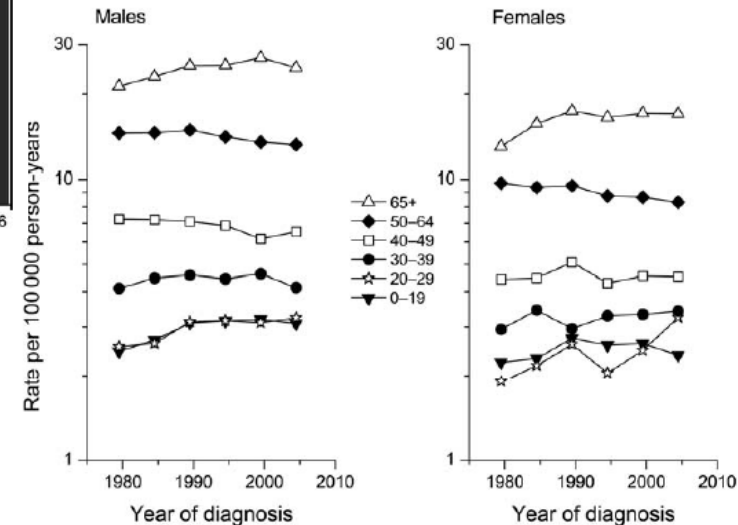 Males
Females
30
10
1
30
10
1
6
Rate per 100 000 person-years
65+
50–64
40–49
30–39
20–29
0–19
1980 1990 2000 2010
1980 1990 2000 2010
Year of diagnosis
Year of diagnosis